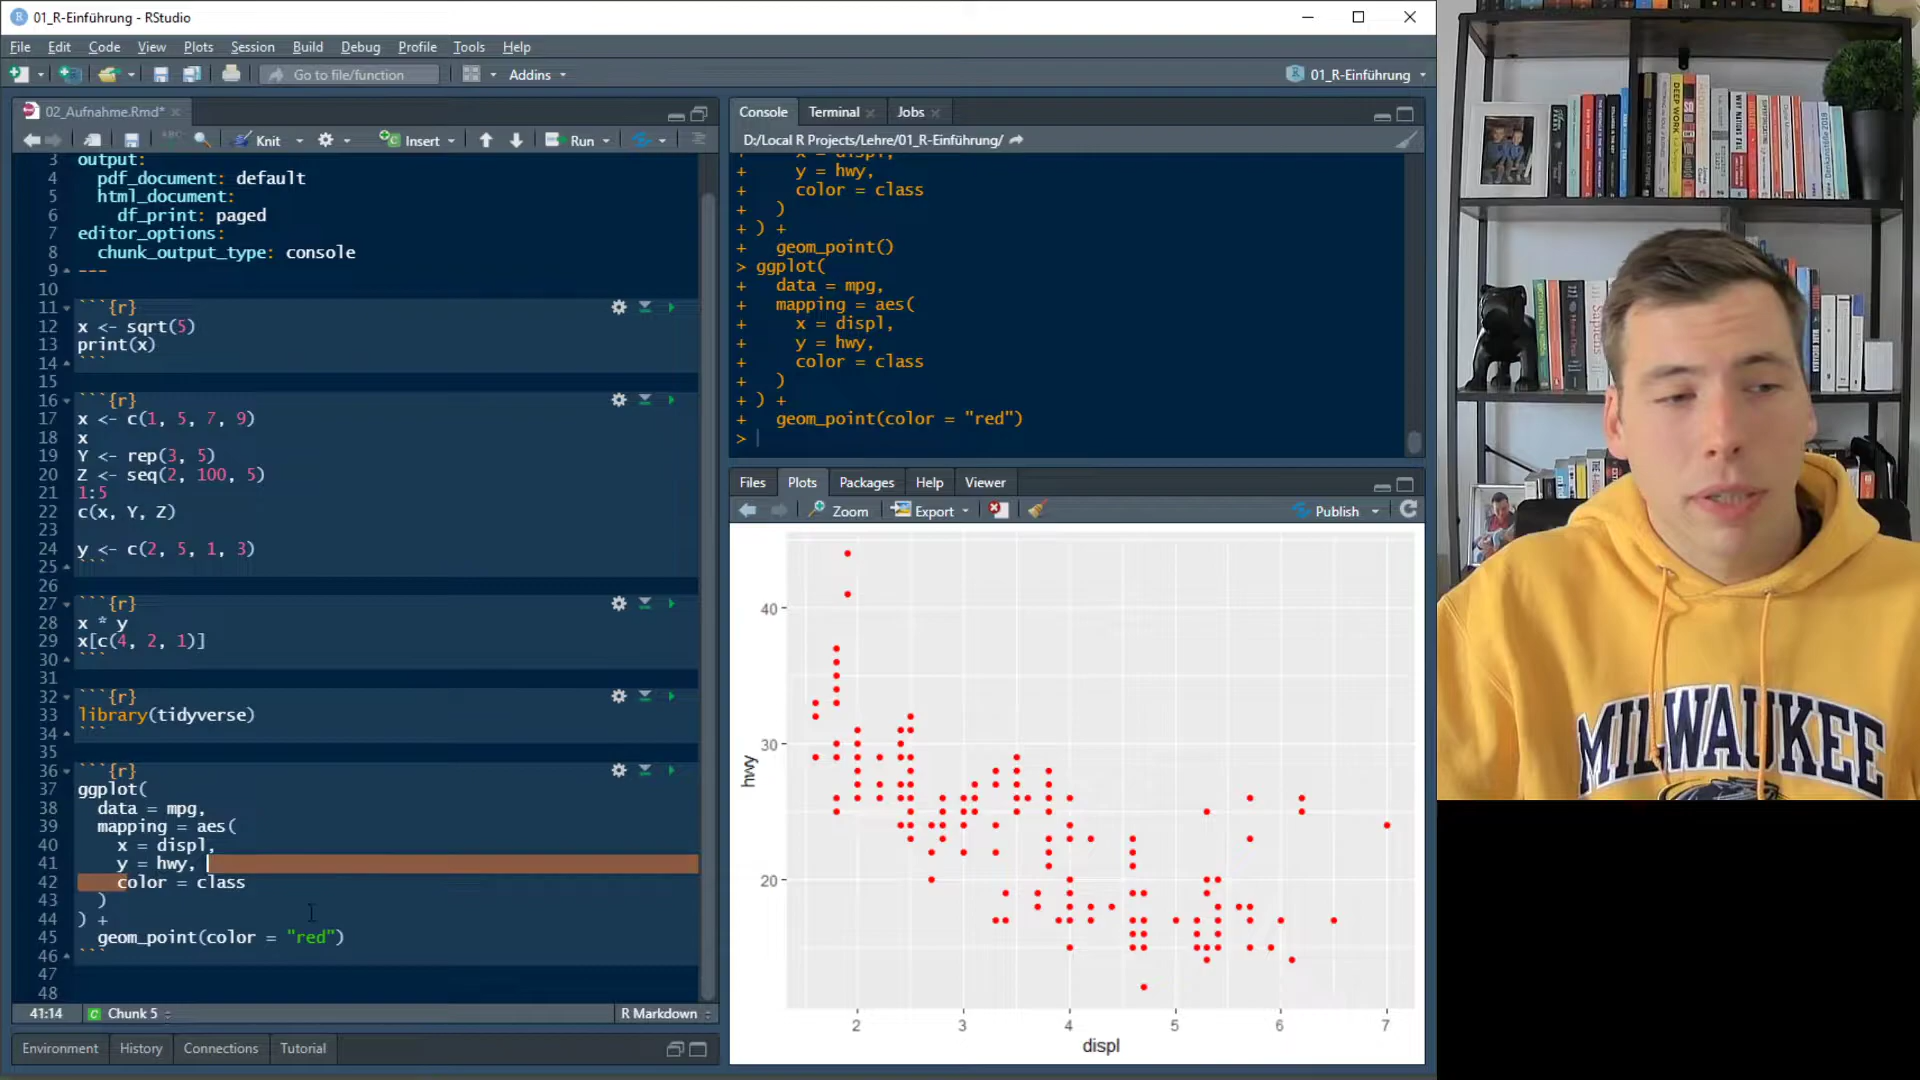 01_R-Einführung - RStudio
File Edit Code View Plots Session Build Debug Profile Tools Help
Go to file/function Addins 01_R-Einführung
02_Aufnahme.Rmd*
Knit Insert Run
3 output:
4 pdf_document: default
5 html_document:
6 df_print: paged
7 editor_options:
8 chunk_output_type: console
9 ---
10
11 ```{r}
12 x <- sqrt(5)
13 print(x)
14 ```
15
16 ```{r}
17 x <- c(1, 5, 7, 9)
18 x
19 Y <- rep(3, 5)
20 Z <- seq(2, 100, 5)
21 1:5
22 c(x, Y, Z)
23
24 y <- c(2, 5, 1, 3)
25 ```
26
27 ```{r}
28 x * y
29 x[c(4, 2, 1)]
30 ```
31
32 ```{r}
33 library(tidyverse)
34 ```
35
36 ```{r}
37 ggplot(
38 data = mpg,
39 mapping = aes(
40 x = displ,
41 y = hwy,
42 color = class
43 )
44 ) +
45 geom_point(color = "red")
46 ```
47
48
41:14 Chunk 5 R Markdown
Environment History Connections Tutorial
Console Terminal Jobs
D:/Local R Projects/Lehre/01_R-Einführung/
+ x = displ,
+ y = hwy,
+ color = class
+ )
+ ) +
+ geom_point()
> ggplot(
+ data = mpg,
+ mapping = aes(
+ x = displ,
+ y = hwy,
+ color = class
+ )
+ ) +
+ geom_point(color = "red")
>
Files Plots Packages Help Viewer
Zoom Export Publish
40
30
20
hwy
2 3 4 5 6 7
displ
DEEP WORK
Sapiens
MILWAUKEE